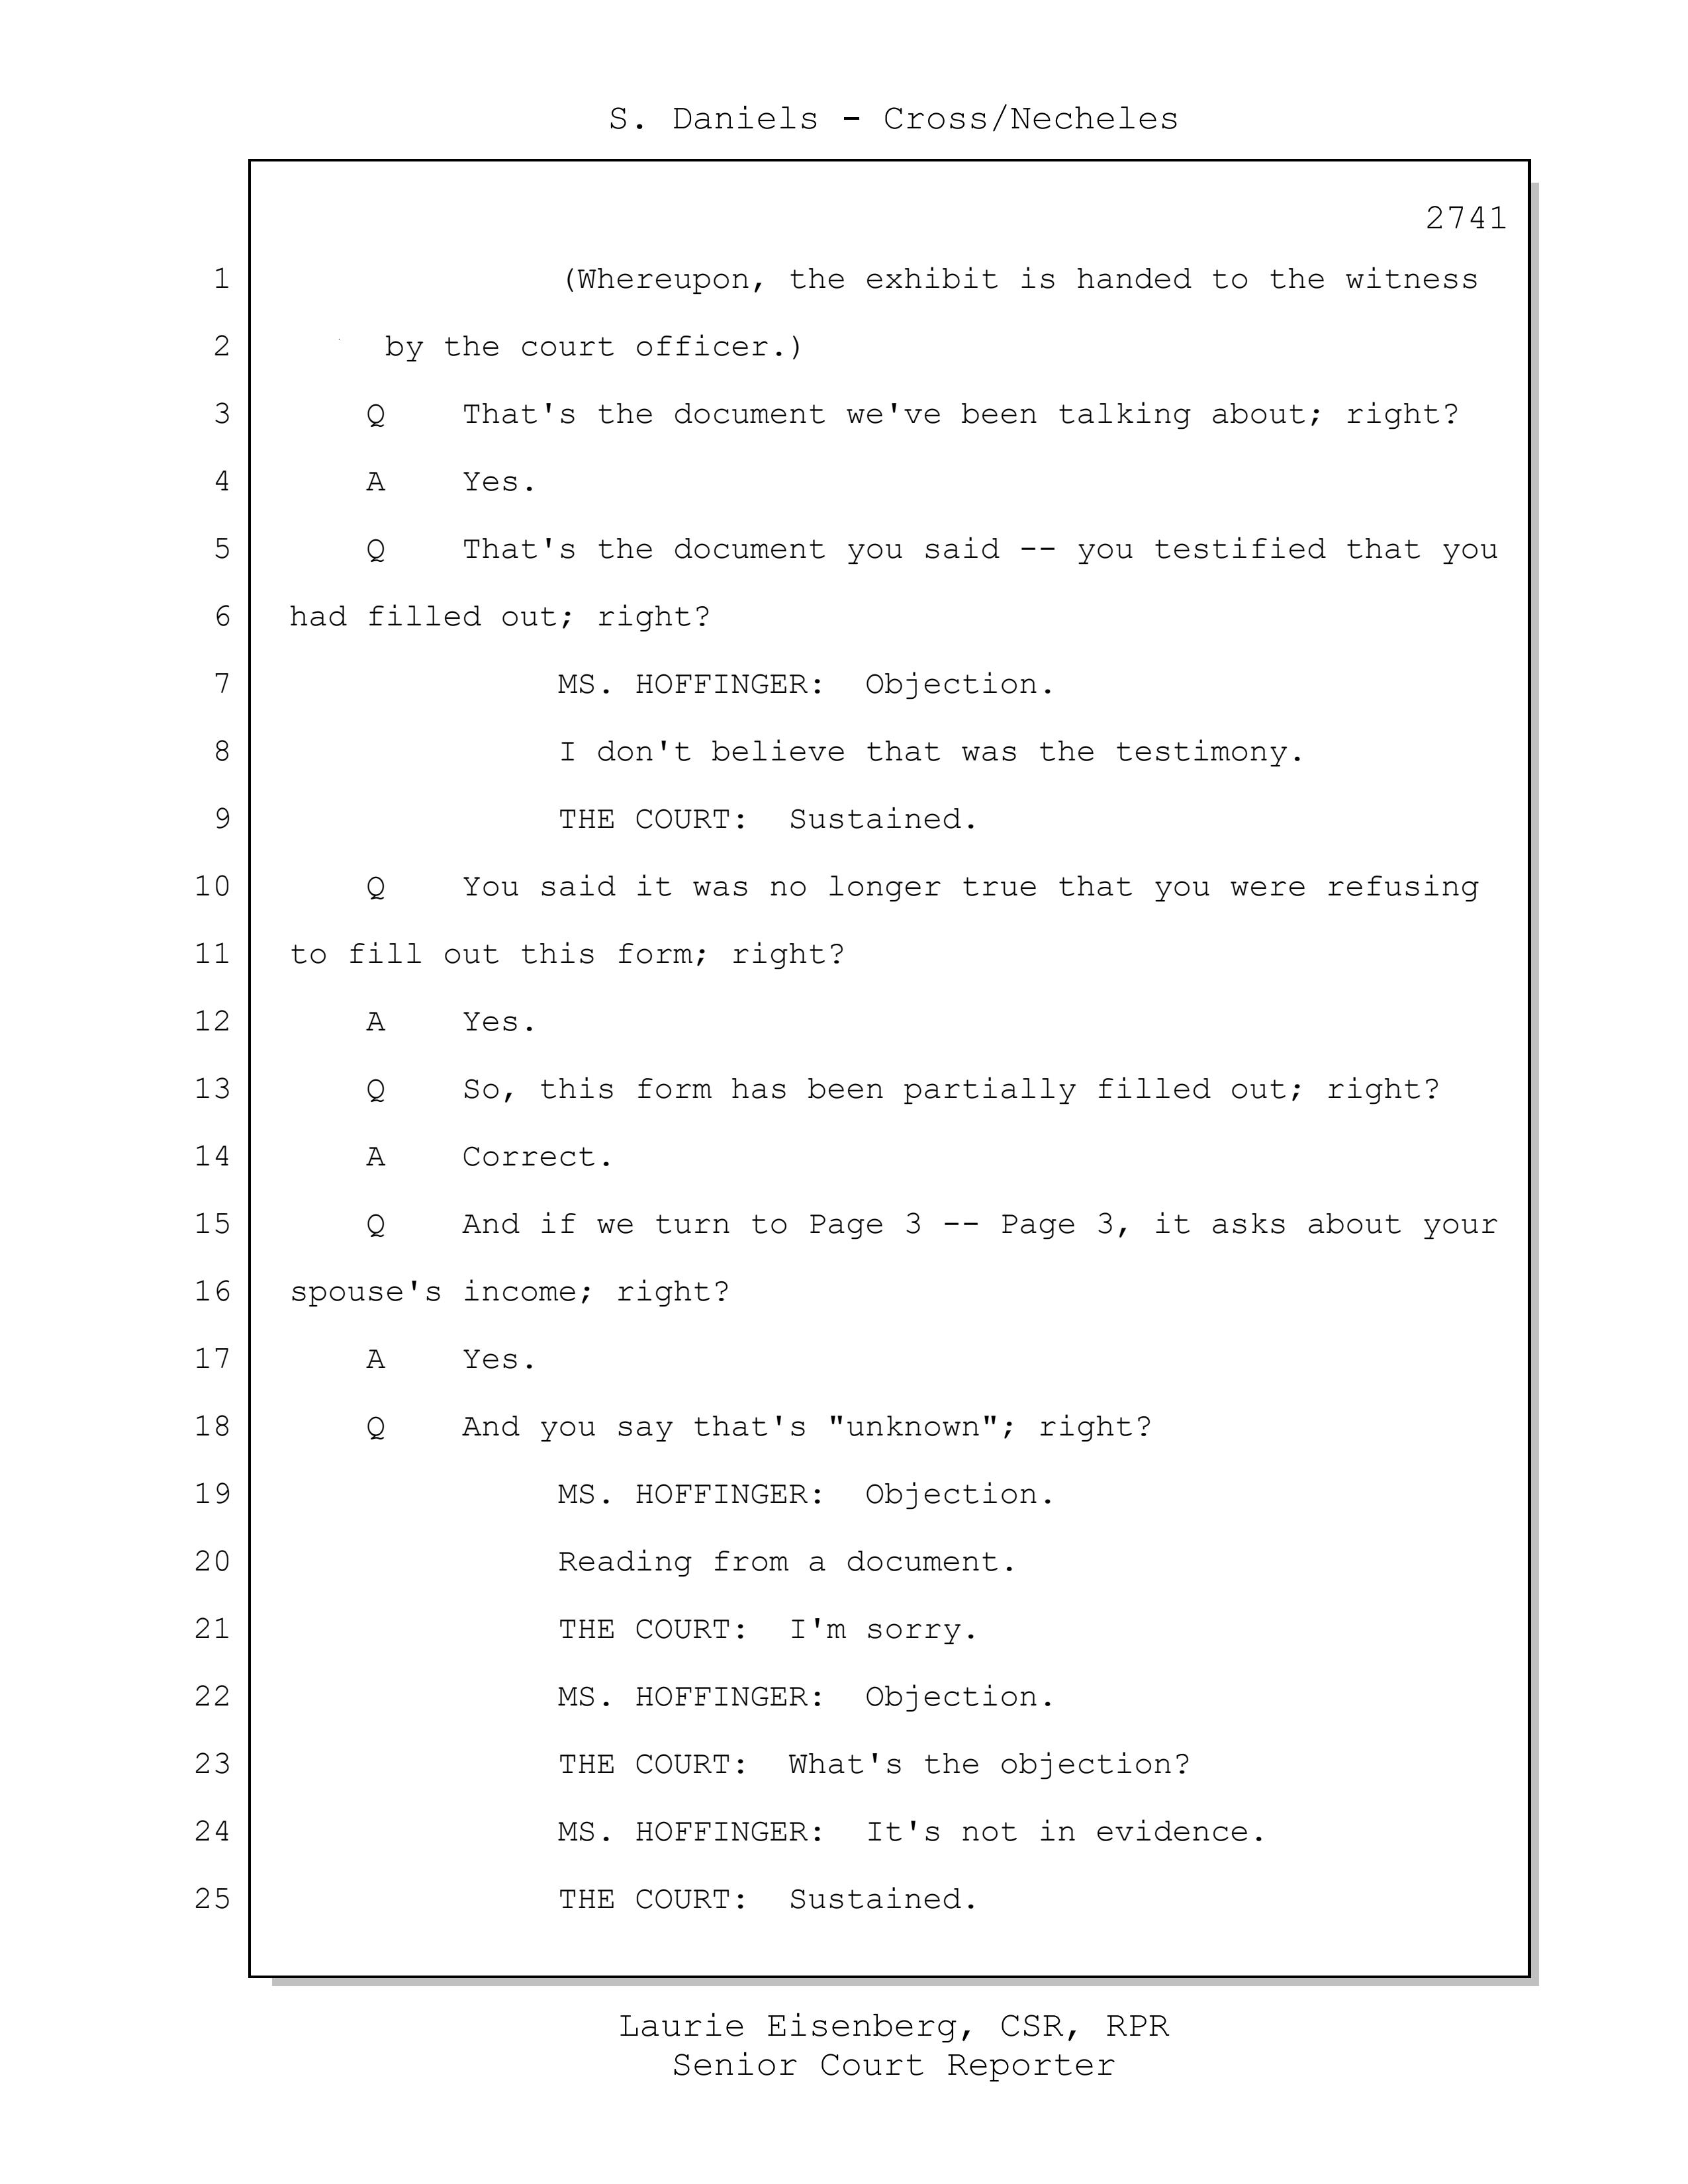 S. Daniels - Cross/Necheles
2741
1 (Whereupon, the exhibit is handed to the witness
2 by the court officer.)
3 Q That's the document we've been talking about; right?
4 A Yes.
5 Q That's the document you said -- you testified that you
6 had filled out; right?
7 MS. HOFFINGER: Objection.
8 I don't believe that was the testimony.
9 THE COURT: Sustained.
10 Q You said it was no longer true that you were refusing
11 to fill out this form; right?
12 A Yes.
13 Q So, this form has been partially filled out; right?
14 A Correct.
15 Q And if we turn to Page 3 -- Page 3, it asks about your
16 spouse's income; right?
17 A Yes.
18 Q And you say that's "unknown"; right?
19 MS. HOFFINGER: Objection.
20 Reading from a document.
21 THE COURT: I'm sorry.
22 MS. HOFFINGER: Objection.
23 THE COURT: What's the objection?
24 MS. HOFFINGER: It's not in evidence.
25 THE COURT: Sustained.
Laurie Eisenberg, CSR, RPR
Senior Court Reporter